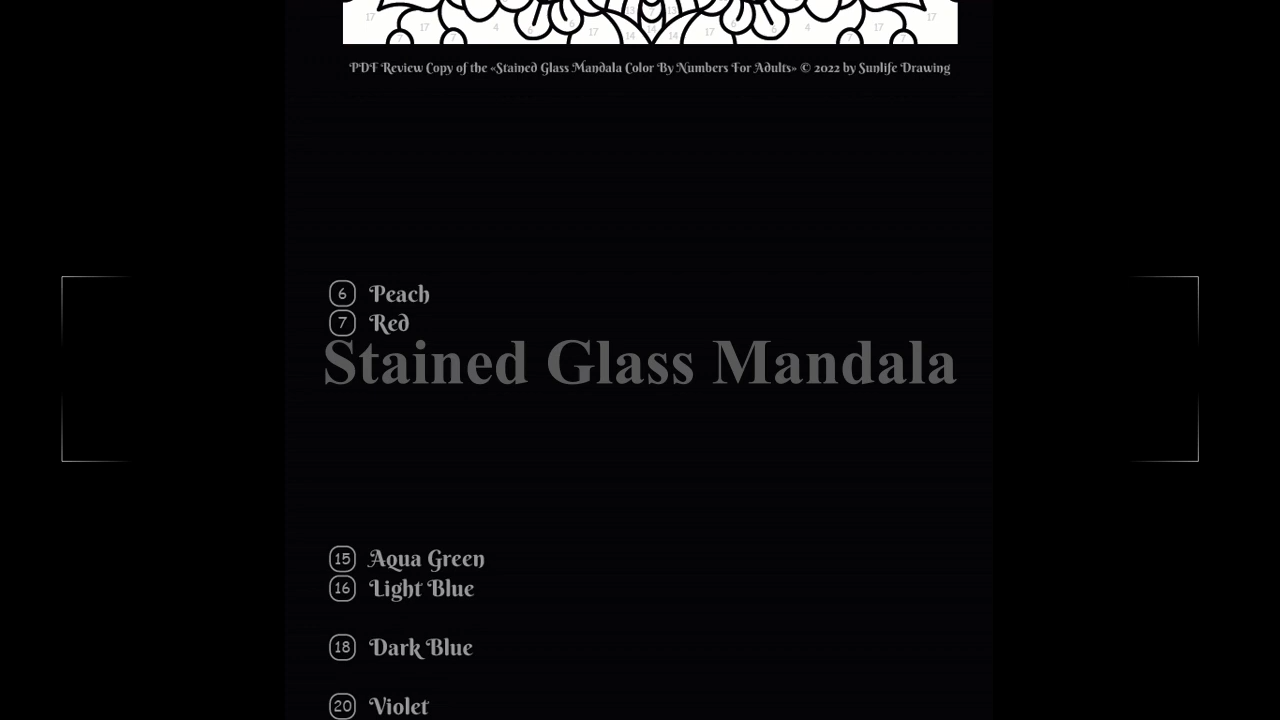 PDF Review Copy of the «Stained Glass Mandala Color By Numbers For Adults» © 2022 by Sunlife Drawing
6 Peach
7 Red
Stained Glass Mandala
15 Aqua Green
16 Light Blue
18 Dark Blue
20 Violet